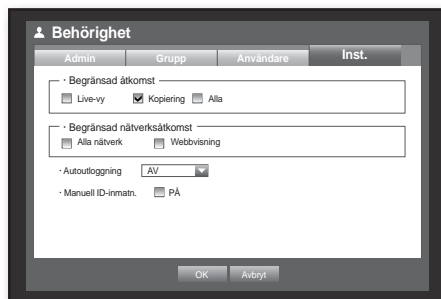 Behörighet
Admin Grupp Användare Inst.
· Begränsad åtkomst
Live-vy Kopiering Alla
· Begränsad nätverksåtkomst
Alla nätverk Webbvisning
· Autoutloggning AV
· Manuell ID-inmatn. PÅ
OK Avbryt